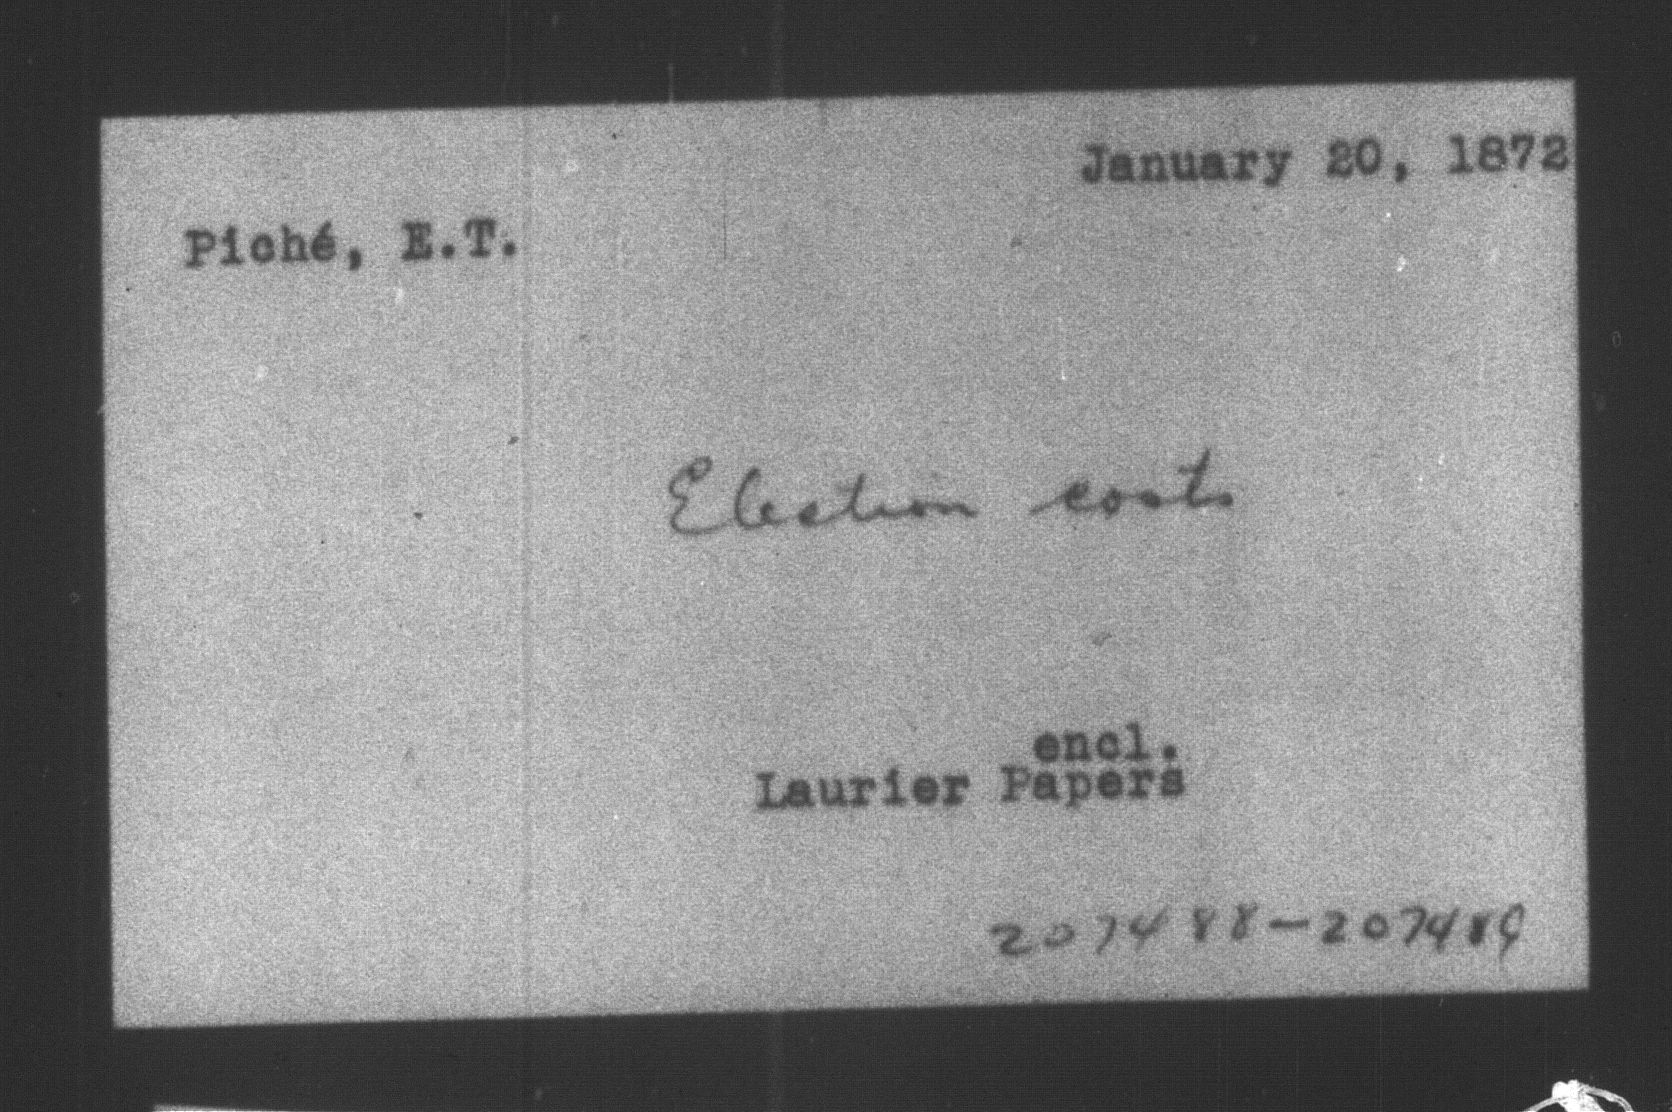 January 20, 1872
Piché, E.T.
Election costs
encl.
Laurier Papers
207488-207489